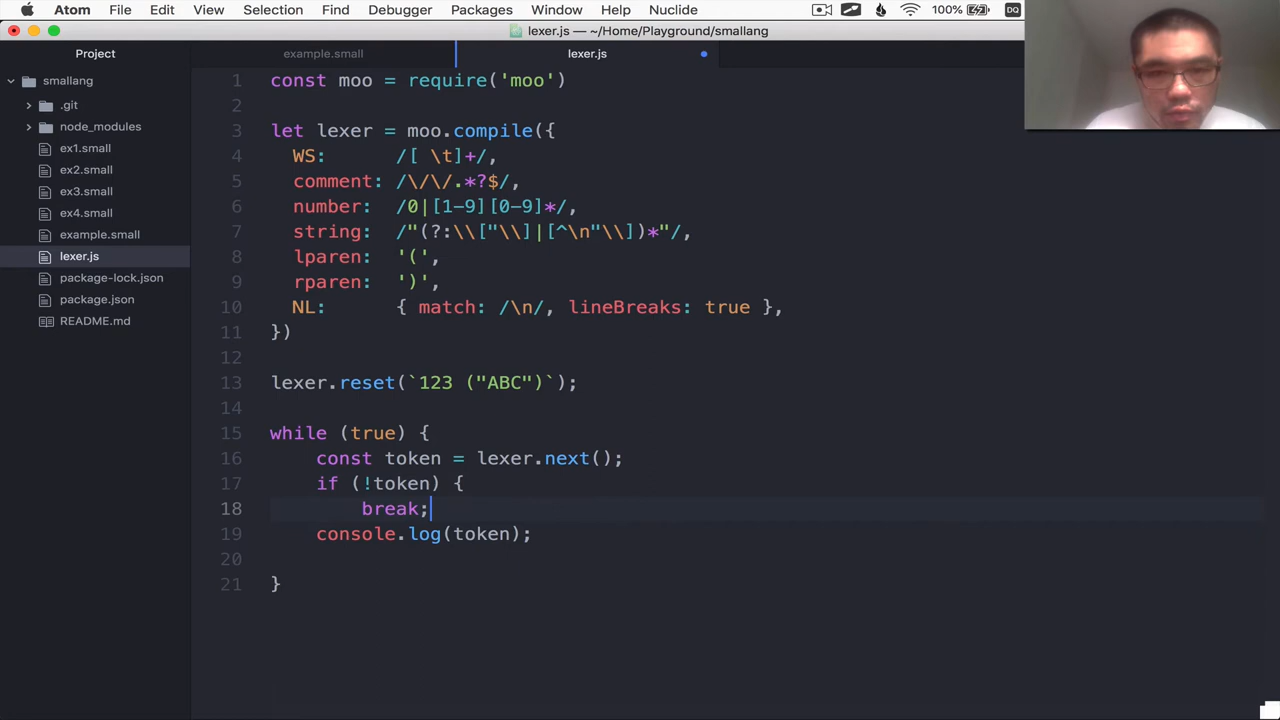 Atom File Edit View Selection Find Debugger Packages Window Help Nuclide 100% DQ
lexer.js — ~/Home/Playground/smallang
Project example.small lexer.js
smallang
.git
node_modules
ex1.small
ex2.small
ex3.small
ex4.small
example.small
lexer.js
package-lock.json
package.json
README.md
1 const moo = require('moo')
2
3 let lexer = moo.compile({
4 WS: /[ \t]+/,
5 comment: /\/\/.*?$/,
6 number: /0|[1-9][0-9]*/,
7 string: /"(?:\\["\\]|[^\n"\\])*"/,
8 lparen: '(',
9 rparen: ')',
10 NL: { match: /\n/, lineBreaks: true },
11 })
12
13 lexer.reset(`123 ("ABC")`);
14
15 while (true) {
16 const token = lexer.next();
17 if (!token) {
18 break;
19 console.log(token);
20
21 }